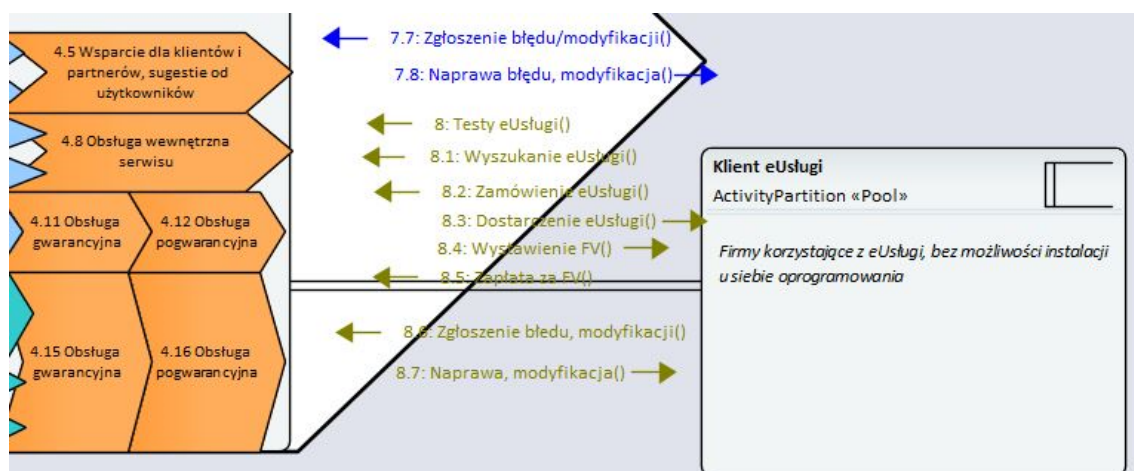 4.5 Wsparcie dla klientów i
partnerów, sugestie od
użytkowników
4.8 Obsługa wewnętrzna
serwisu
4.11 Obsługa
gwarancyjna
4.12 Obsługa
pogwarancyjna
4.15 Obsługa
gwarancyjna
4.16 Obsługa
pogwarancyjna
7.7: Zgłoszenie błędu/modyfikacji()
7.8: Naprawa błędu, modyfikacja()
8: Testy eUsługi()
8.1: Wyszukanie eUsługi()
8.2: Zamówienie eUsługi()
8.3: Dostarczenie eUsługi()
8.4: Wystawienie FV()
8.5: Zapłata za FV()
8.6: Zgłoszenie błedu, modyfikacji()
8.7: Naprawa, modyfikacja()
Klient eUsługi
ActivityPartition «Pool»
Firmy korzystające z eUsługi, bez możliwości instalacji
u siebie oprogramowania